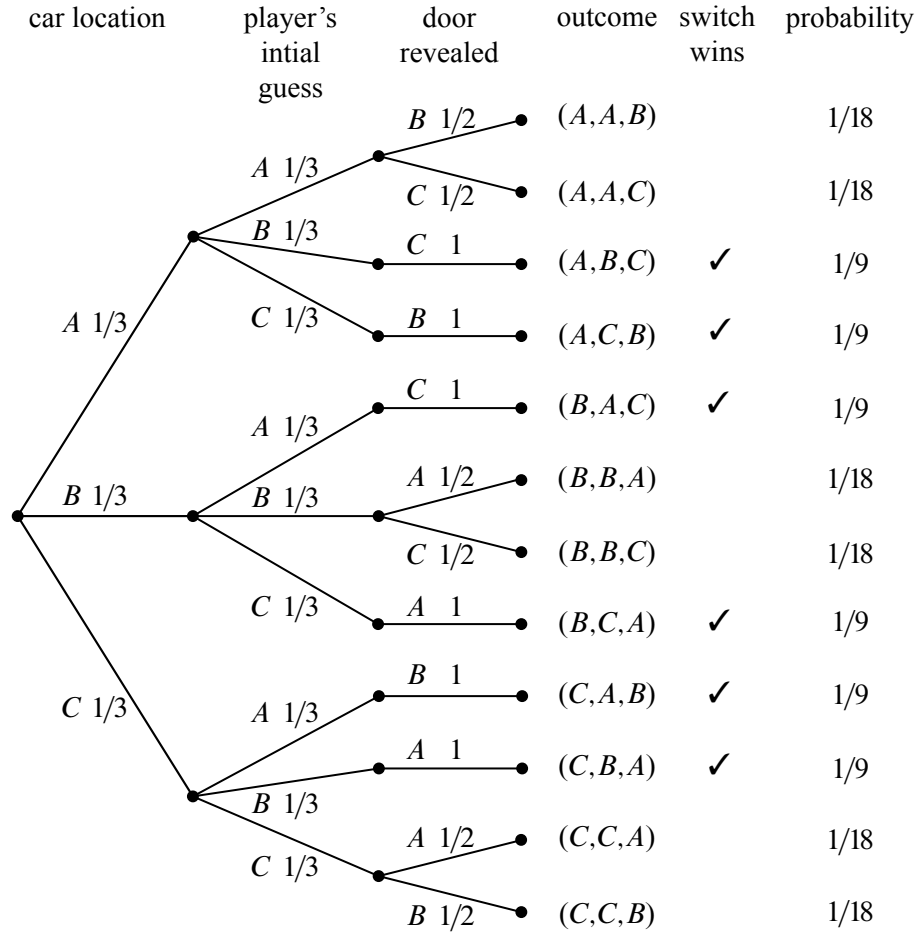 car location player's door outcome switch probability
intial revealed wins
guess
B 1/2 (A,A,B) 1/18
A 1/3
C 1/2 (A,A,C) 1/18
B 1/3 C 1 (A,B,C) ✓ 1/9
A 1/3 C 1/3 B 1 (A,C,B) ✓ 1/9
C 1 (B,A,C) ✓ 1/9
A 1/3
B 1/3 B 1/3 A 1/2 (B,B,A) 1/18
C 1/2 (B,B,C) 1/18
C 1/3 A 1 (B,C,A) ✓ 1/9
B 1 (C,A,B) ✓ 1/9
C 1/3 A 1/3
A 1 (C,B,A) ✓ 1/9
B 1/3
A 1/2 (C,C,A) 1/18
C 1/3
B 1/2 (C,C,B) 1/18